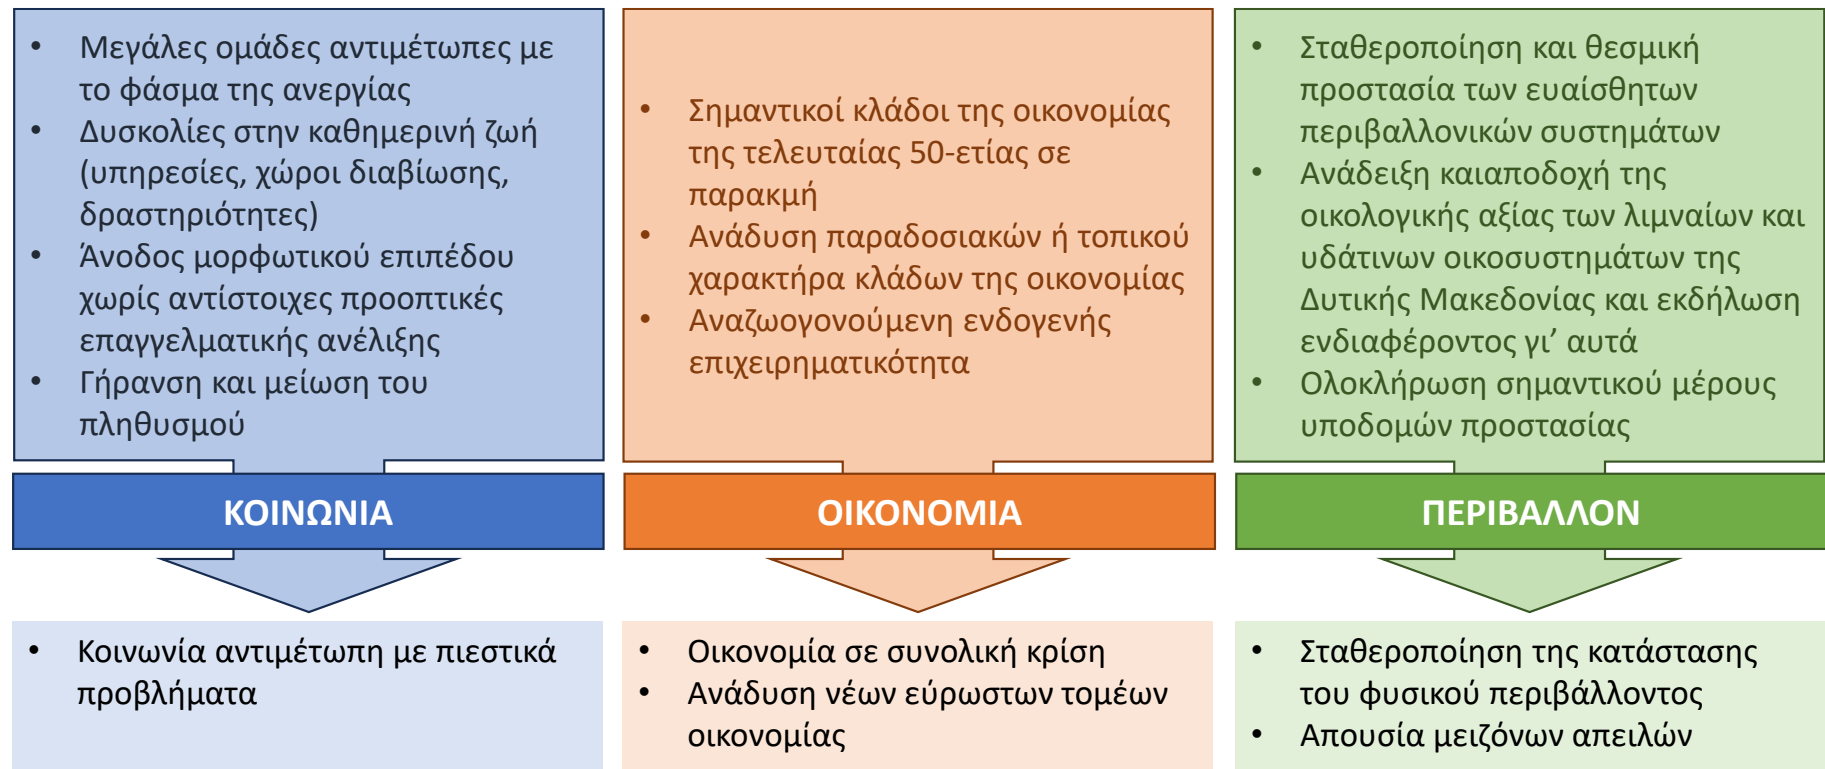 • Μεγάλες ομάδες αντιμέτωπες με
το φάσμα της ανεργίας
• Δυσκολίες στην καθημερινή ζωή
(υπηρεσίες, χώροι διαβίωσης,
δραστηριότητες)
• Άνοδος μορφωτικού επιπέδου
χωρίς αντίστοιχες προοπτικές
επαγγελματικής ανέλιξης
• Γήρανση και μείωση του
πληθυσμού
ΚΟΙΝΩΝΙΑ
• Κοινωνία αντιμέτωπη με πιεστικά
προβλήματα
• Σημαντικοί κλάδοι της οικονομίας
της τελευταίας 50-ετίας σε
παρακμή
• Ανάδυση παραδοσιακών ή τοπικού
χαρακτήρα κλάδων της οικονομίας
• Αναζωογονούμενη ενδογενής
επιχειρηματικότητα
ΟΙΚΟΝΟΜΙΑ
• Οικονομία σε συνολική κρίση
• Ανάδυση νέων εύρωστων τομέων
οικονομίας
• Σταθεροποίηση και θεσμική
προστασία των ευαίσθητων
περιβαλλονικών συστημάτων
• Ανάδειξη καιαποδοχή της
οικολογικής αξίας των λιμναίων και
υδάτινων οικοσυστημάτων της
Δυτικής Μακεδονίας και εκδήλωση
ενδιαφέροντος γι’ αυτά
• Ολοκλήρωση σημαντικού μέρους
υποδομών προστασίας
ΠΕΡΙΒΑΛΛΟΝ
• Σταθεροποίηση της κατάστασης
του φυσικού περιβάλλοντος
• Απουσία μειζόνων απειλών